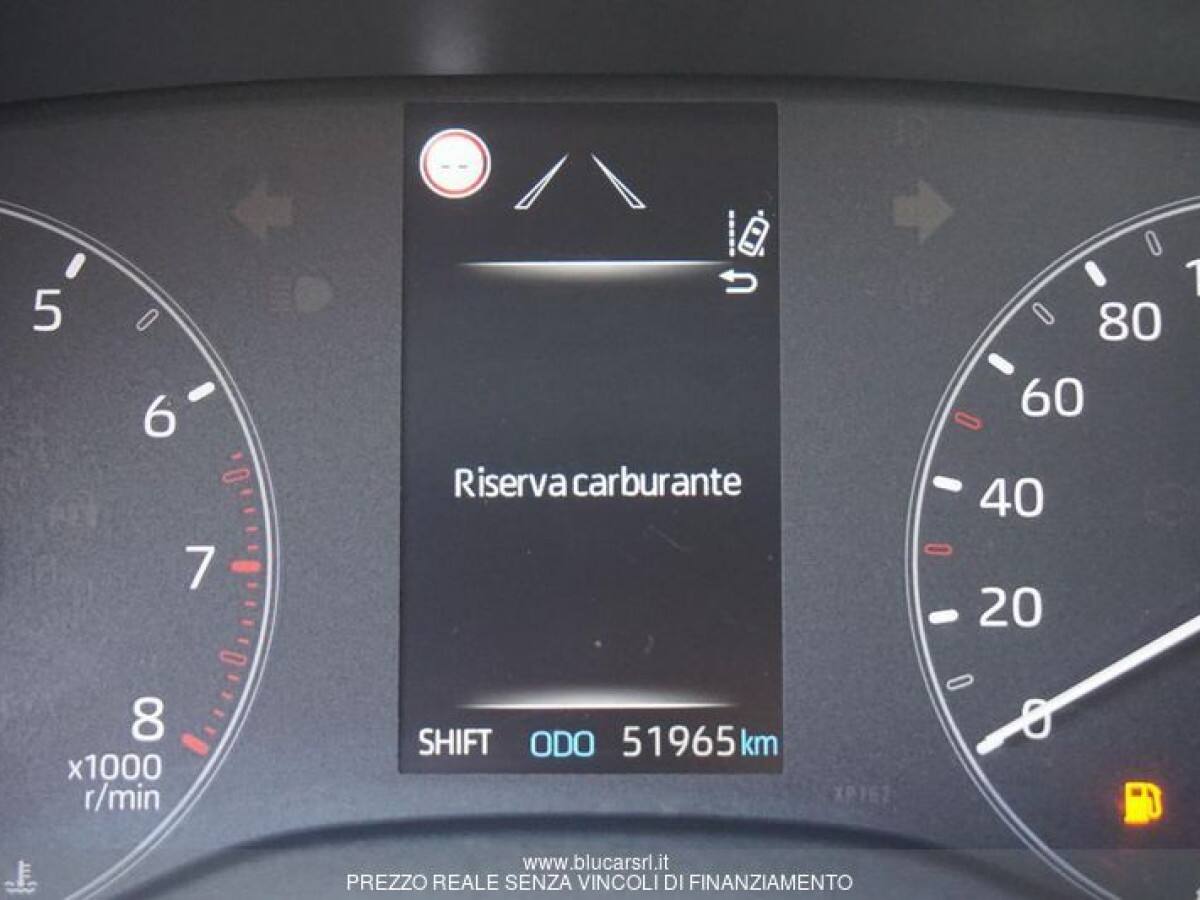 --
5
6
7
8
x1000
r/min
Riserva carburante
SHIFT ODO 51965 km
80
60
40
20
0
www.blucarsrl.it
PREZZO REALE SENZA VINCOLI DI FINANZIAMENTO